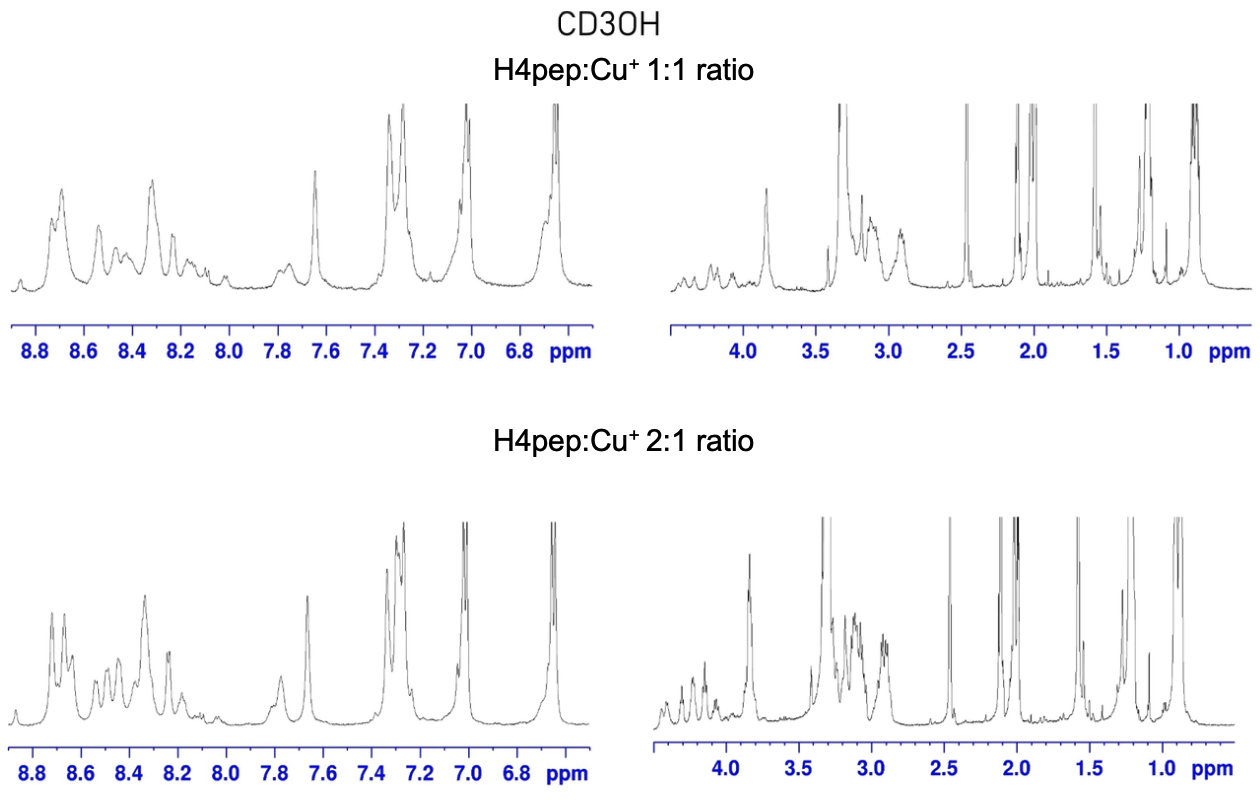 CD3OH
H4pep:Cu⁺ 1:1 ratio
8.8 8.6 8.4 8.2 8.0 7.8 7.6 7.4 7.2 7.0 6.8 ppm
4.0 3.5 3.0 2.5 2.0 1.5 1.0 ppm
H4pep:Cu⁺ 2:1 ratio
8.8 8.6 8.4 8.2 8.0 7.8 7.6 7.4 7.2 7.0 6.8 ppm
4.0 3.5 3.0 2.5 2.0 1.5 1.0 ppm